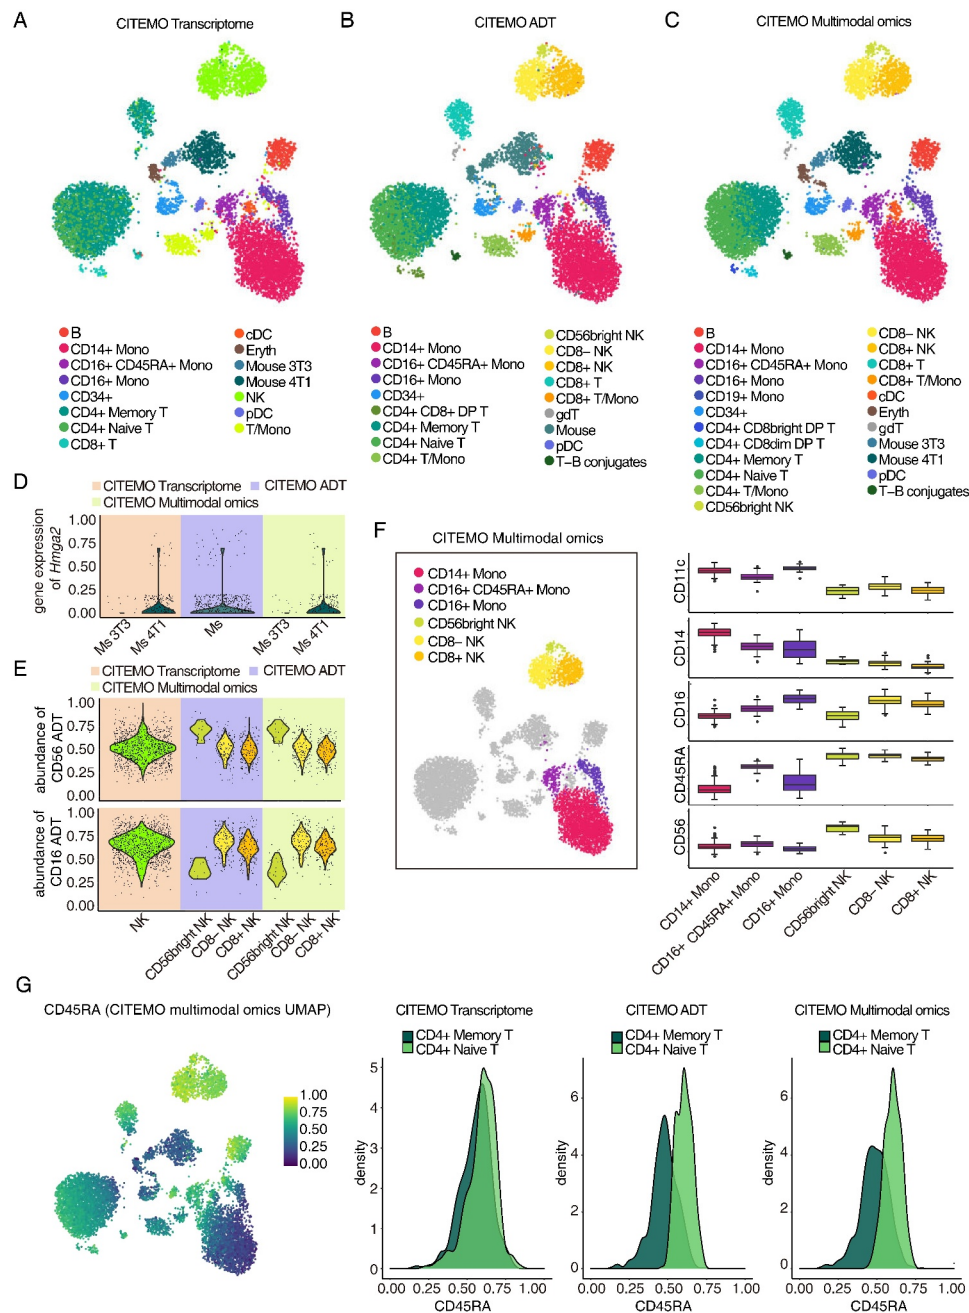 A
CITEMO Transcriptome
B
CITEMO ADT
C
CITEMO Multimodal omics
B
CD14+ Mono
CD16+ CD45RA+ Mono
CD16+ Mono
CD34+
CD4+ Memory T
CD4+ Naive T
CD8+ T
cDC
Eryth
Mouse 3T3
Mouse 4T1
NK
pDC
T/Mono
B
CD14+ Mono
CD16+ CD45RA+ Mono
CD16+ Mono
CD34+
CD4+ CD8+ DP T
CD4+ Memory T
CD4+ Naive T
CD4+ T/Mono
CD56bright NK
CD8− NK
CD8+ NK
CD8+ T
CD8+ T/Mono
gdT
Mouse
pDC
T−B conjugates
B
CD14+ Mono
CD16+ CD45RA+ Mono
CD16+ Mono
CD19+ Mono
CD34+
CD4+ CD8bright DP T
CD4+ CD8dim DP T
CD4+ Memory T
CD4+ Naive T
CD4+ T/Mono
CD56bright NK
CD8− NK
CD8+ NK
CD8+ T
CD8+ T/Mono
cDC
Eryth
gdT
Mouse 3T3
Mouse 4T1
pDC
T−B conjugates
D
CITEMO Transcriptome
CITEMO ADT
CITEMO Multimodal omics
gene expression
of Hmga2
1.00
0.75
0.50
0.25
0.00
Ms 3T3
Ms 4T1
Ms
Ms 3T3
Ms 4T1
E
CITEMO Transcriptome
CITEMO ADT
CITEMO Multimodal omics
abundance of
CD56 ADT
1.00
0.75
0.50
0.25
0.00
abundance of
CD16 ADT
1.00
0.75
0.50
0.25
0.00
NK
CD56bright NK
CD8− NK
CD8+ NK
CD56bright NK
CD8− NK
CD8+ NK
F
CITEMO Multimodal omics
CD14+ Mono
CD16+ CD45RA+ Mono
CD16+ Mono
CD56bright NK
CD8− NK
CD8+ NK
CD11c
CD14
CD16
CD45RA
CD56
CD14+ Mono
CD16+ CD45RA+ Mono
CD16+ Mono
CD56bright NK
CD8− NK
CD8+ NK
G
CD45RA (CITEMO multimodal omics UMAP)
1.00
0.75
0.50
0.25
0.00
CITEMO Transcriptome
CD4+ Memory T
CD4+ Naive T
density
5
4
3
2
1
0
0.00 0.25 0.50 0.75 1.00
CD45RA
CITEMO ADT
CD4+ Memory T
CD4+ Naive T
density
6
4
2
0
0.00 0.25 0.50 0.75 1.00
CD45RA
CITEMO Multimodal omics
CD4+ Memory T
CD4+ Naive T
density
6
4
2
0
0.00 0.25 0.50 0.75 1.00
CD45RA